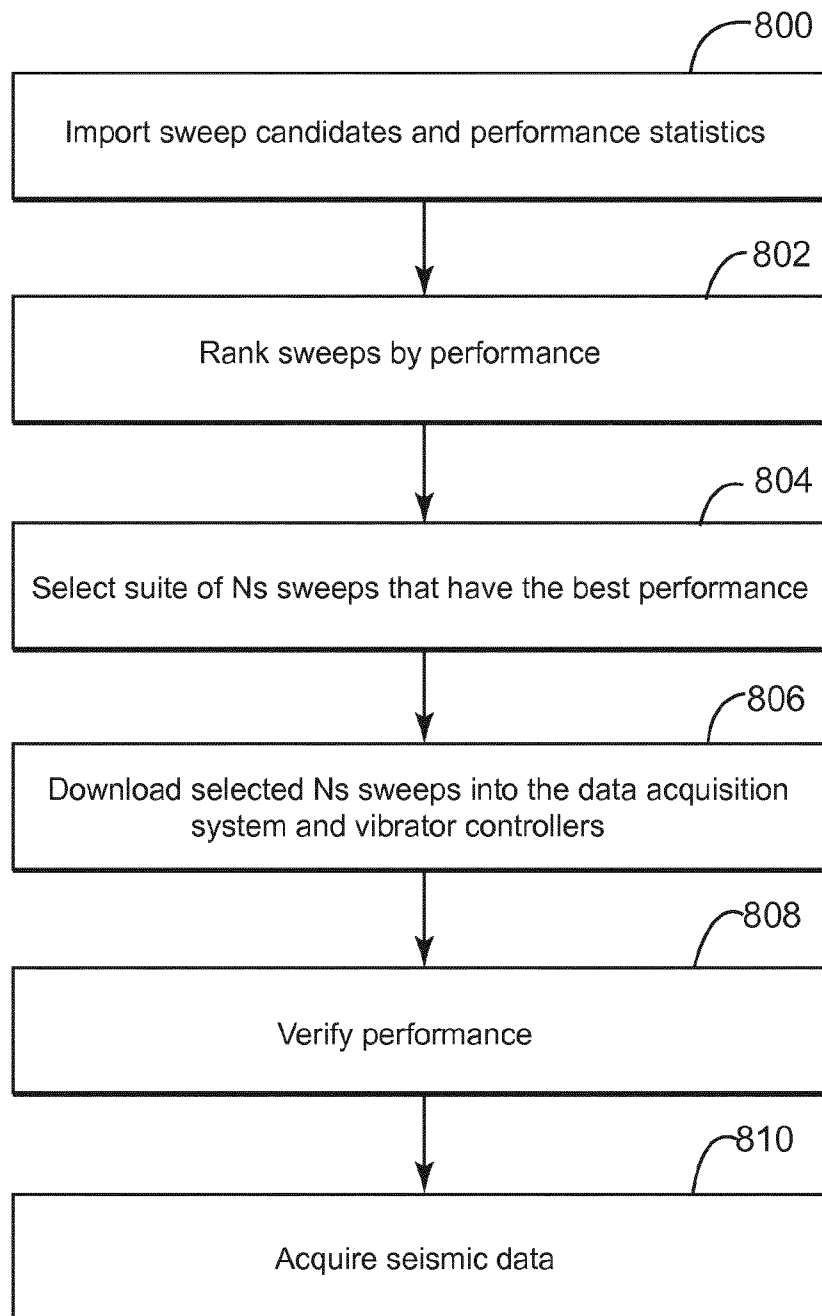 800
Import sweep candidates and performance statistics
802
Rank sweeps by performance
804
Select suite of Ns sweeps that have the best performance
806
Download selected Ns sweeps into the data acquisition
system and vibrator controllers
808
Verify performance
810
Acquire seismic data